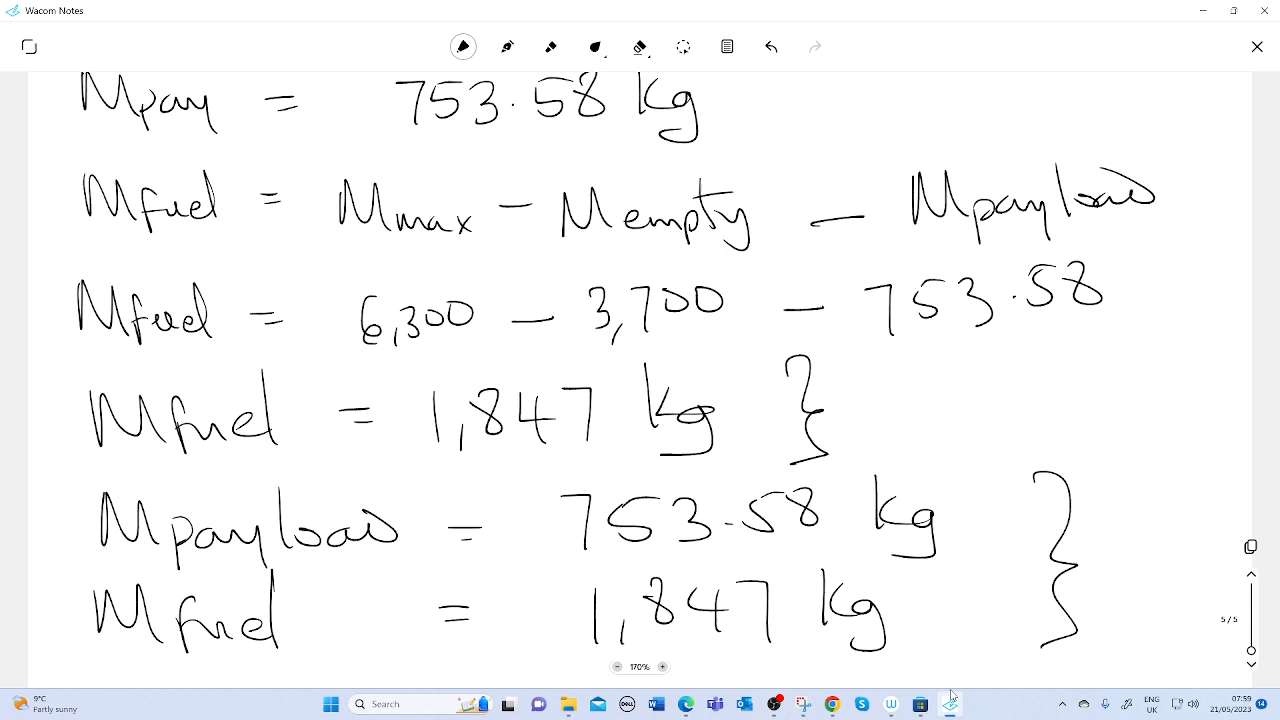 Wacom Notes
Mpay = 753.58 kg
Mfuel = Mmax - Mempty - Mpayload
Mfuel = 6,300 - 3,700 - 753.58
Mfuel = 1,847 kg }
Mpayload = 753.58 kg }
Mfuel = 1,847 kg
5 / 5
170%
9°C
Partly sunny
Search
ENG
UK
07:59
21/05/2023